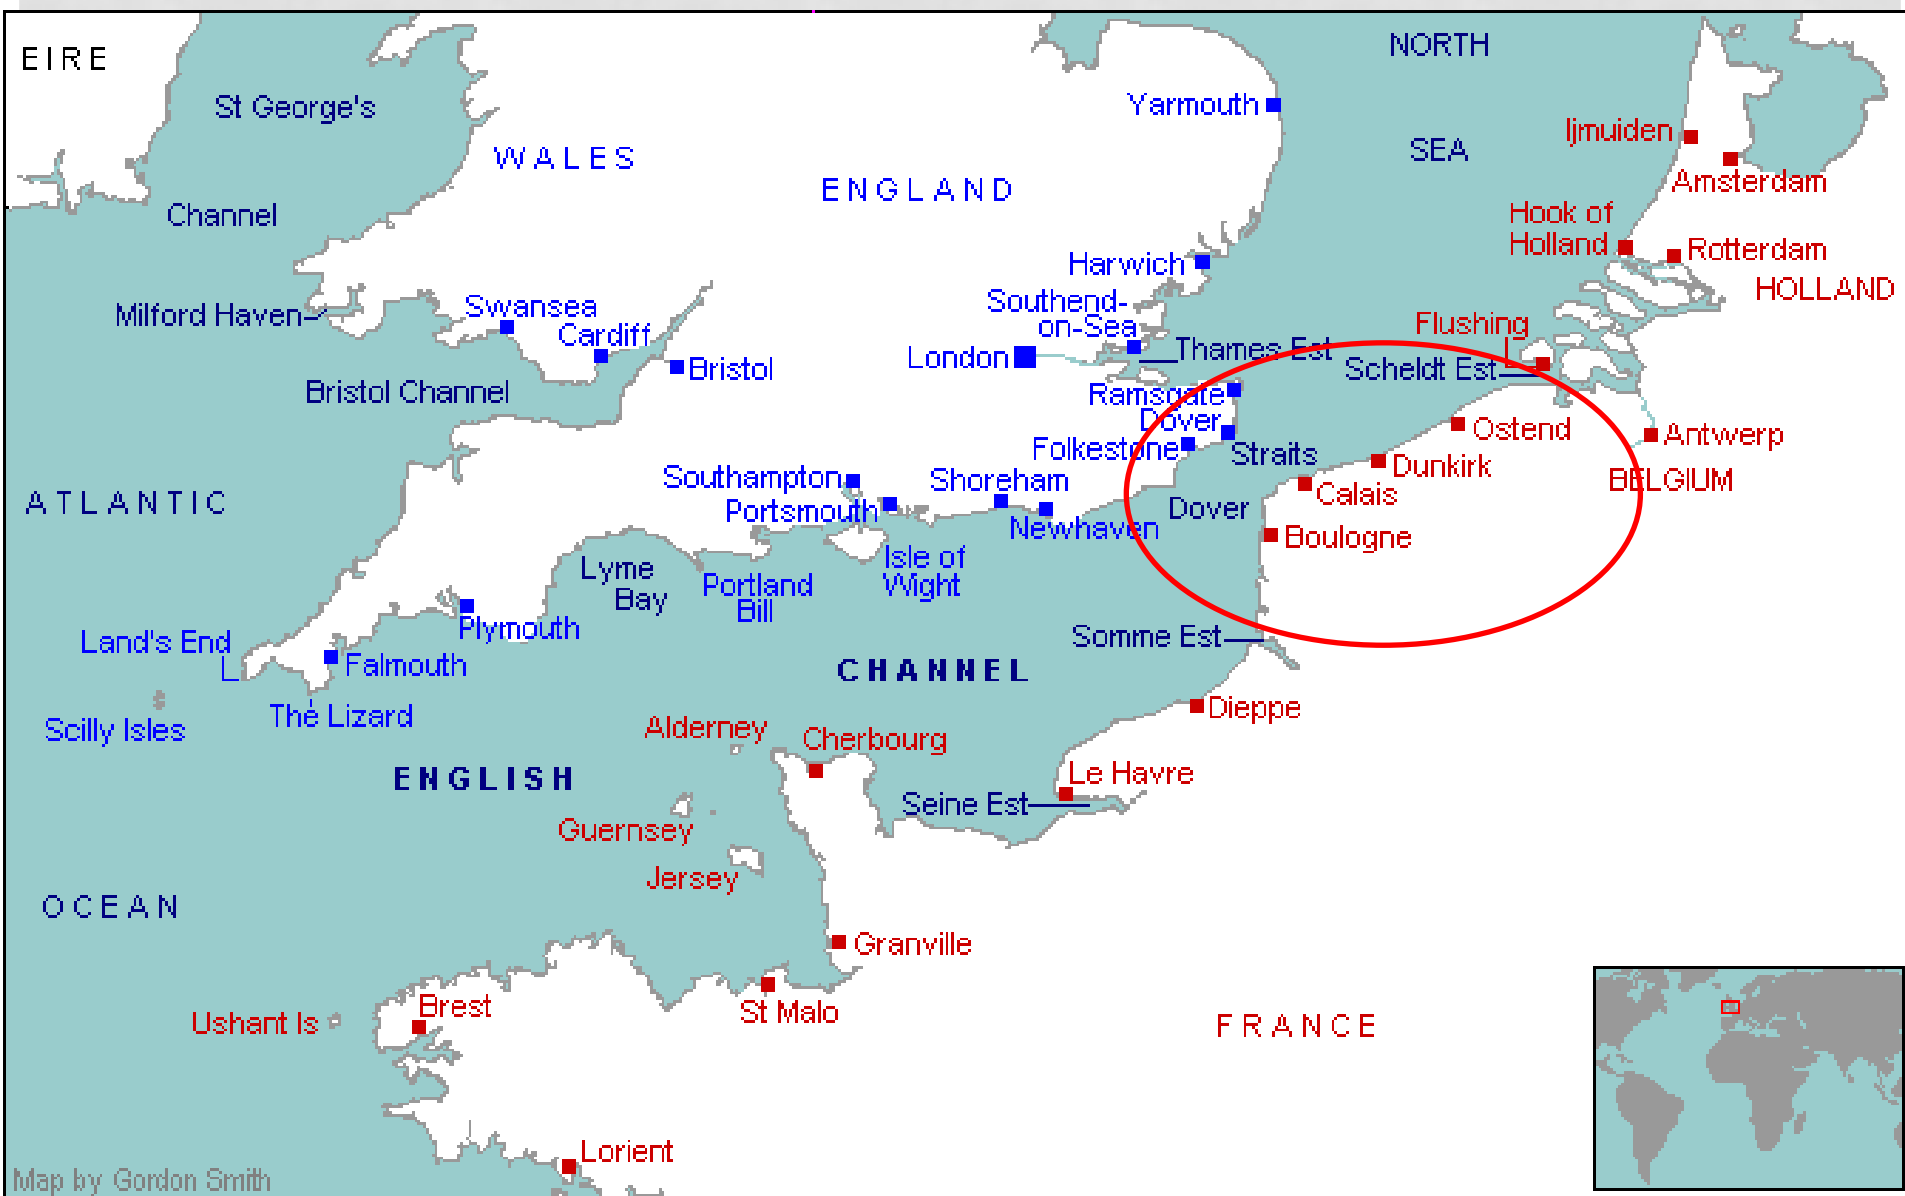 EIRE
NORTH
St George's
Yarmouth
Ijmuiden
SEA
WALES
ENGLAND
Amsterdam
Channel
Hook of
Holland
Rotterdam
Harwich
HOLLAND
Southend-
on-Sea
Milford Haven
Swansea
Cardiff
Flushing
London
Thames Est
Bristol
Scheldt Est
Bristol Channel
Ramsgate
Dover
Ostend
Antwerp
Folkestone
Straits
Dunkirk
Southampton
Shoreham
BELGIUM
Calais
ATLANTIC
Portsmouth
Dover
Newhaven
Boulogne
Isle of
Wight
Lyme
Bay
Portland
Bill
Plymouth
Somme Est
Land's End
Falmouth
CHANNEL
Dieppe
The Lizard
Scilly Isles
Alderney
Cherbourg
ENGLISH
Le Havre
Seine Est
Guernsey
Jersey
OCEAN
Granville
Brest
St Malo
Ushant Is
FRANCE
Lorient
Map by Gordon Smith